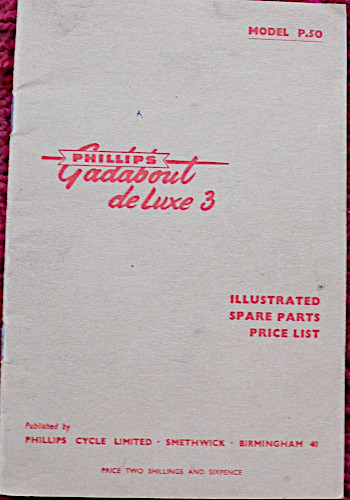 MODEL P.50
PHILLIPS
Gadabout
de Luxe 3
ILLUSTRATED
SPARE PARTS
PRICE LIST
Published by
PHILLIPS CYCLE LIMITED · SMETHWICK · BIRMINGHAM 40
PRICE TWO SHILLINGS AND SIXPENCE